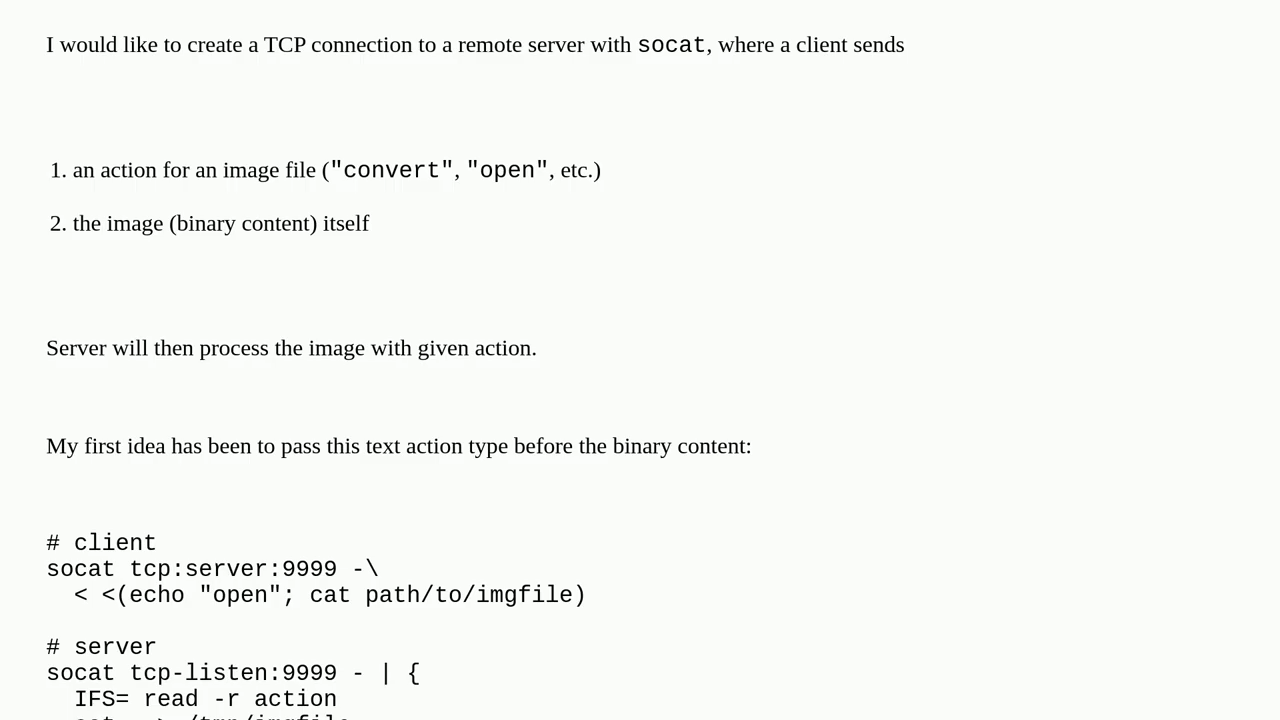 I would like to create a TCP connection to a remote server with socat, where a client sends
1. an action for an image file ("convert", "open", etc.)
2. the image (binary content) itself
Server will then process the image with given action.
My first idea has been to pass this text action type before the binary content:
# client
socat tcp:server:9999 -\
  < <(echo "open"; cat path/to/imgfile)
# server
socat tcp-listen:9999 - | {
  IFS= read -r action